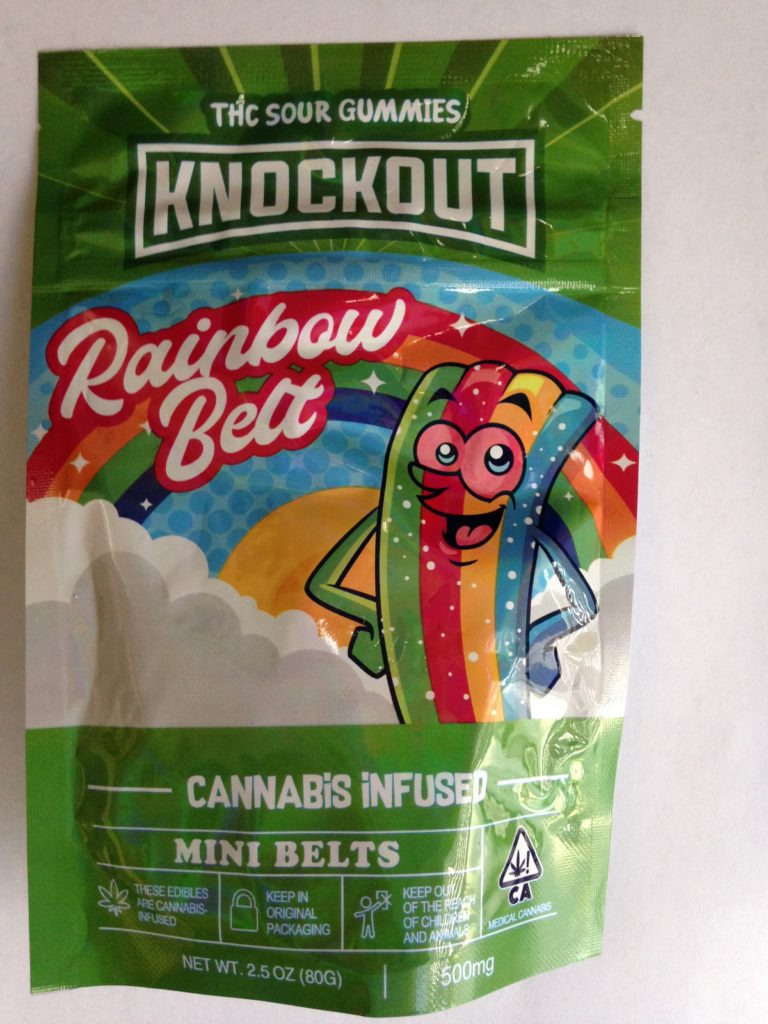 THC SOUR GUMMIES
KNOCKOUT
Rainbow
Belt
CANNABiS iNFUSED
MINI BELTS
THESE EDIBLES
ARE CANNABIS-
INFUSED
KEEP IN
ORIGINAL
PACKAGING
KEEP OUT
OF THE REACH
OF CHILDREN
AND ANIMALS
!
CA
MEDICAL CANNABIS
NET WT. 2.5 OZ (80G)
500mg